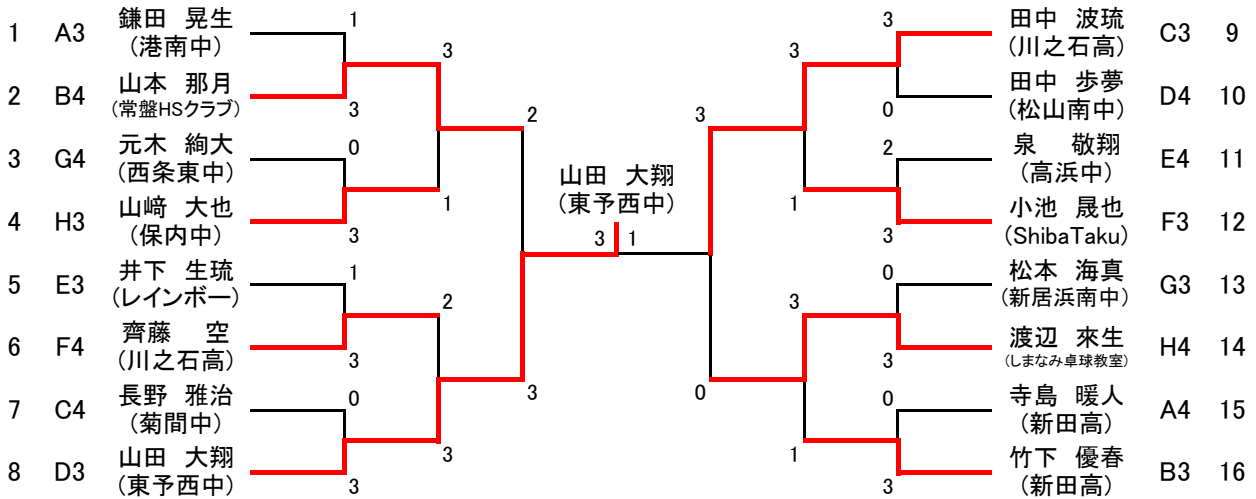 1 A3 鎌田 晃生
(港南中)
2 B4 山本 那月
(常盤HSクラブ)
3 G4 元木 絢大
(西条東中)
4 H3 山﨑 大也
(保内中)
5 E3 井下 生琉
(レインボー)
6 F4 齊藤 空
(川之石高)
7 C4 長野 雅治
(菊間中)
8 D3 山田 大翔
(東予西中)
1
3
0
3
1
3
0
3
3
1
2
3
2
3
山田 大翔
(東予西中)
3 1
3
0
3
1
3
1
3
0
2
3
0
3
0
3
田中 波琉 C3 9
(川之石高)
田中 歩夢 D4 10
(松山南中)
泉 敬翔 E4 11
(高浜中)
小池 晟也 F3 12
(ShibaTaku)
松本 海真 G3 13
(新居浜南中)
渡辺 來生 H4 14
(しまなみ卓球教室)
寺島 暖人 A4 15
(新田高)
竹下 優春 B3 16
(新田高)